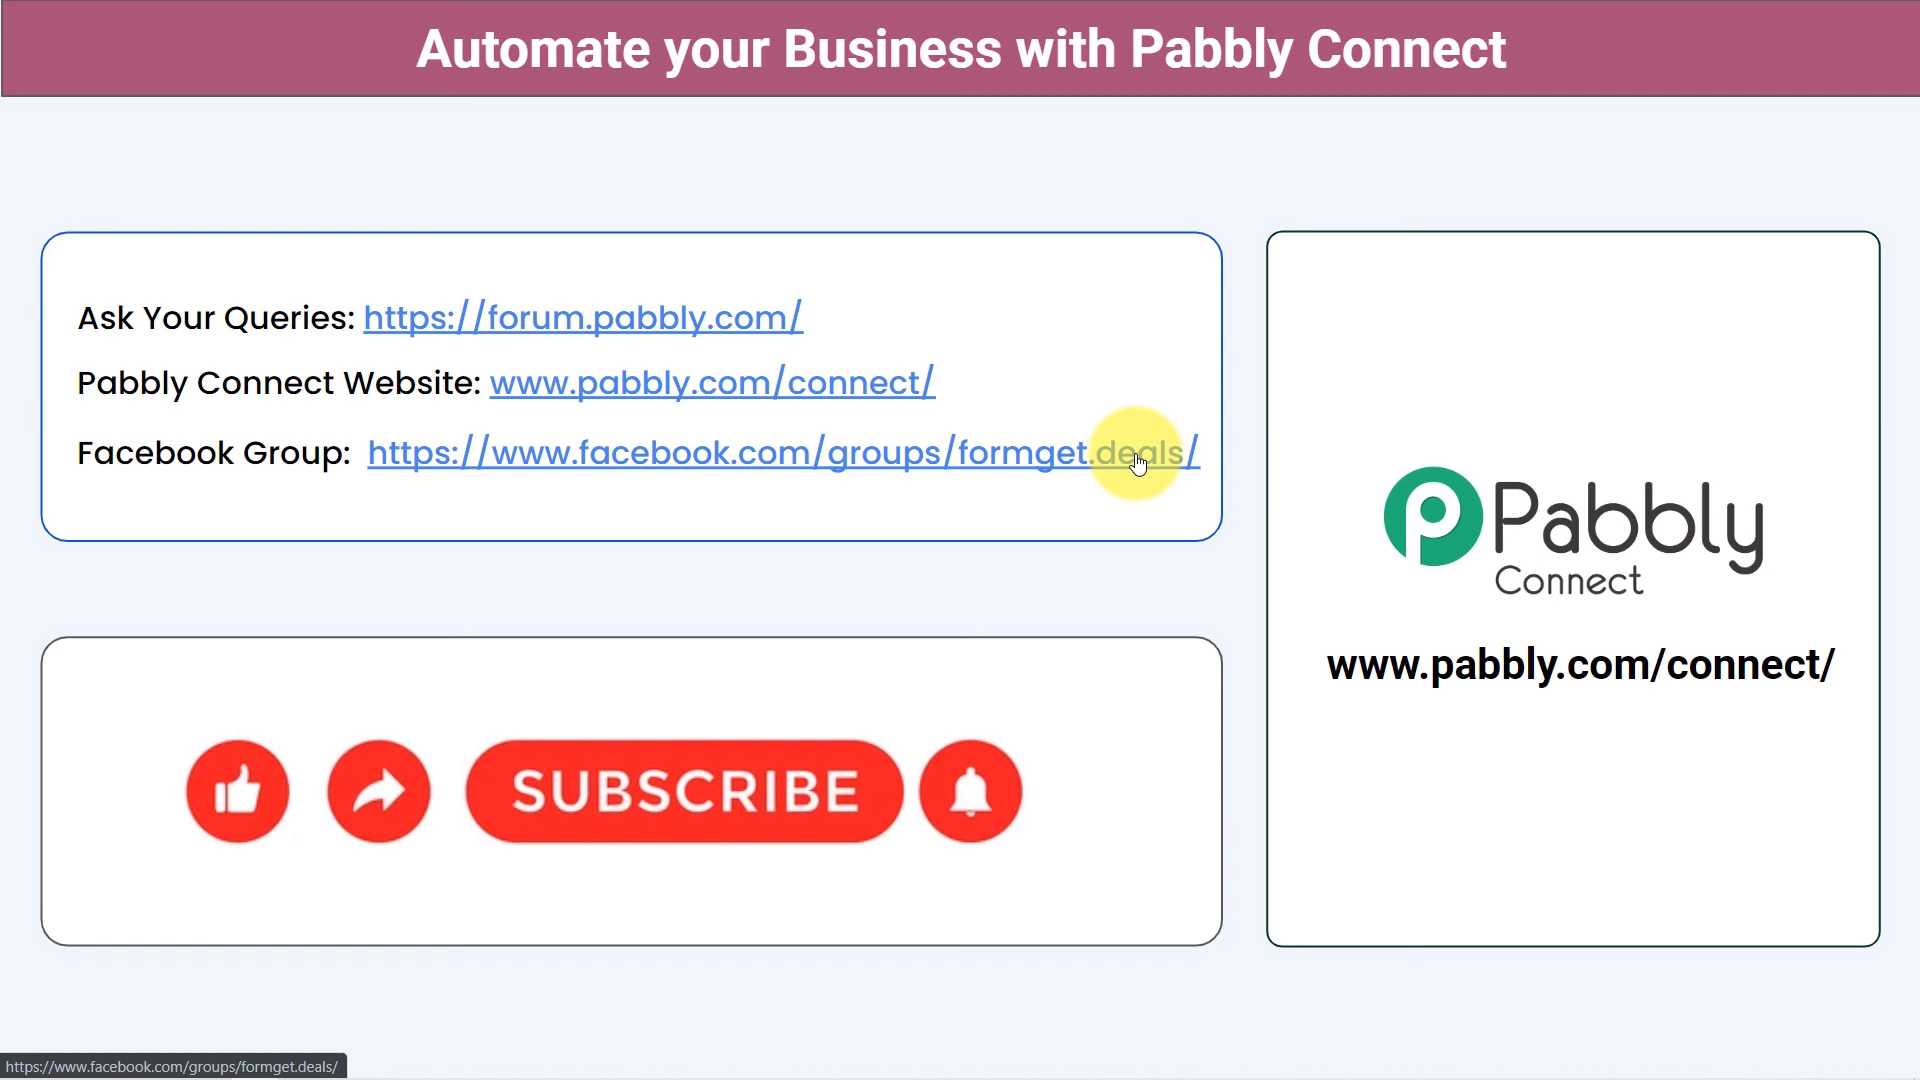 Automate your Business with Pabbly Connect
Ask Your Queries: https://forum.pabbly.com/
Pabbly Connect Website: www.pabbly.com/connect/
Facebook Group: https://www.facebook.com/groups/formget.deals/
Pabbly
Connect
www.pabbly.com/connect/
SUBSCRIBE
https://www.facebook.com/groups/formget.deals/